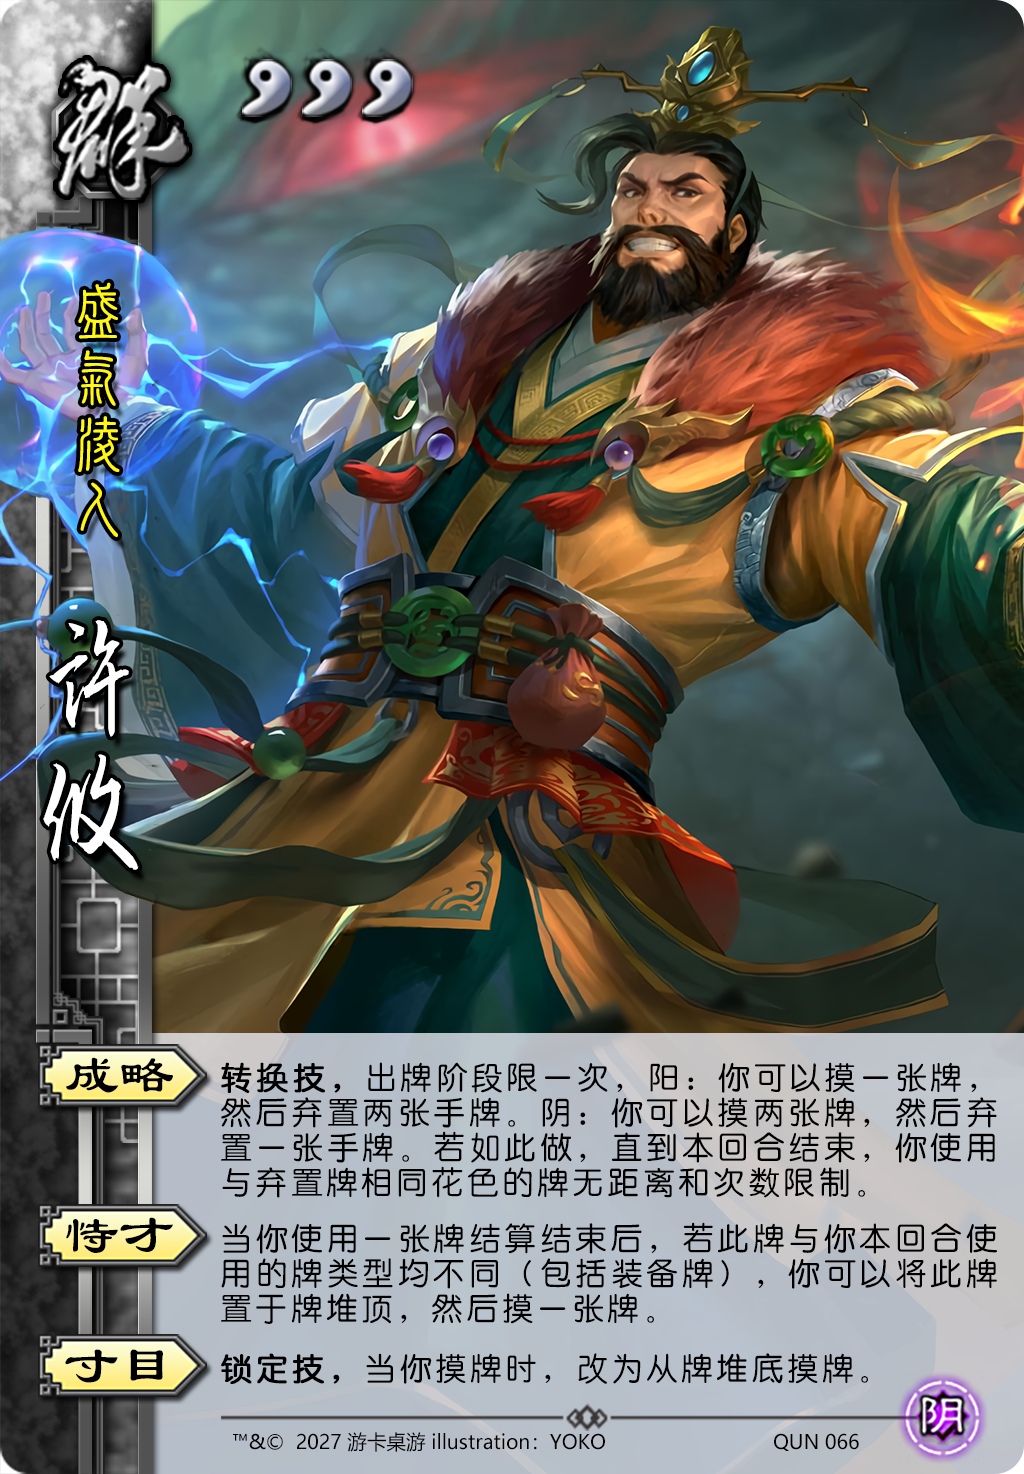 群
盛氣淩人
许攸
成略
转换技，出牌阶段限一次，阳：你可以摸一张牌，
然后弃置两张手牌。阴：你可以摸两张牌，然后弃
置一张手牌。若如此做，直到本回合结束，你使用
与弃置牌相同花色的牌无距离和次数限制。
恃才
当你使用一张牌结算结束后，若此牌与你本回合使
用的牌类型均不同（包括装备牌），你可以将此牌
置于牌堆顶，然后摸一张牌。
寸目
锁定技，当你摸牌时，改为从牌堆底摸牌。
阴
™&© 2027 游卡桌游 illustration：YOKO
QUN 066